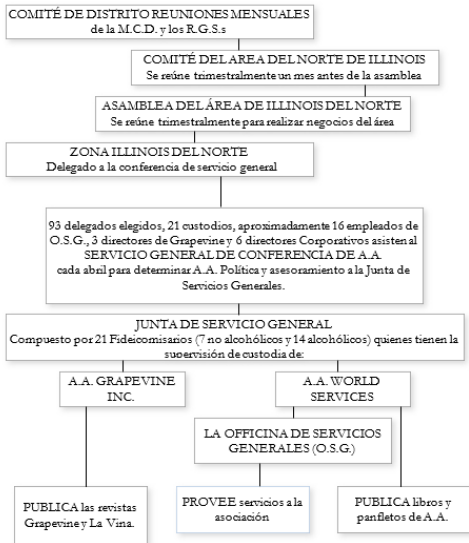 COMITÉ DE DISTRITO REUNIONES MENSUALES
de la M.C.D. y los R.G.S.s
COMITÉ DEL AREA DEL NORTE DE ILLINOIS
Se reúne trimestralmente un mes antes de la asamblea
ASAMBLEA DEL ÁREA DE ILLINOIS DEL NORTE
Se reúne trimestralmente para realizar negocios del área
ZONA ILLINOIS DEL NORTE
Delegado a la conferencia de servicio general
93 delegados elegidos, 21 custodios, aproximadamente 16 empleados de
O.S.G., 3 directores de Grapevine y 6 directores Corporativos asisten al
SERVICIO GENERAL DE CONFERENCIA DE A.A.
cada abril para determinar A.A. Política y asesoramiento a la Junta de
Servicios Generales.
JUNTA DE SERVICIO GENERAL
Compuesto por 21 Fideicomisarios (7 no alcohólicos y 14 alcohólicos) quienes tienen la
supervisión de custodia de:
A.A. GRAPEVINE
INC.
A.A. WORLD
SERVICES
LA OFFICINA DE SERVICIOS
GENERALES (O.S.G.)
PUBLICA las revistas
Grapevine y La Vina.
PROVEE servicios a la
asociación
PUBLICA libros y
panfletos de A.A.